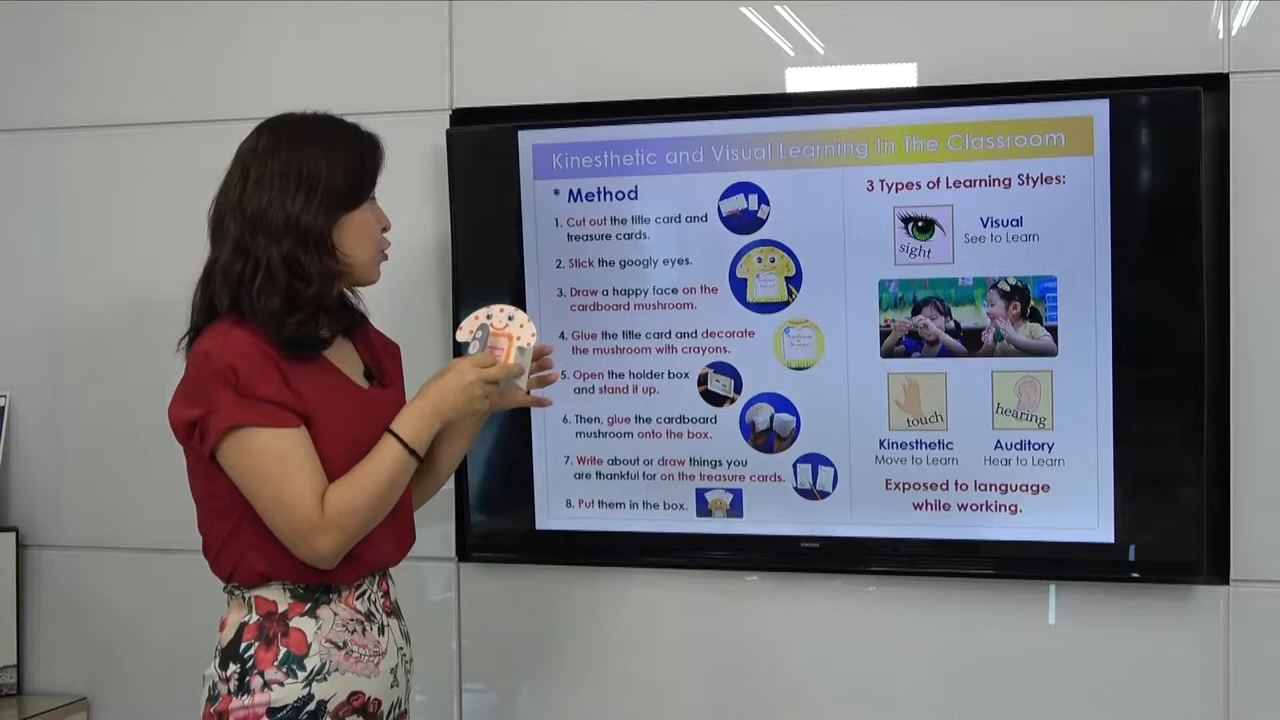 Kinesthetic and Visual Learning In The Classroom
* Method
1. Cut out the title card and
treasure cards.
2. Stick the googly eyes.
3. Draw a happy face on the
cardboard mushroom.
4. Glue the title card and decorate
the mushroom with crayons.
5. Open the holder box
and stand it up.
6. Then, glue the cardboard
mushroom onto the box.
7. Write about or draw things you
are thankful for on the treasure cards.
8. Put them in the box.
3 Types of Learning Styles:
sight
Visual
See to Learn
touch
hearing
Kinesthetic
Move to Learn
Auditory
Hear to Learn
Exposed to language
while working.
SAMSUNG